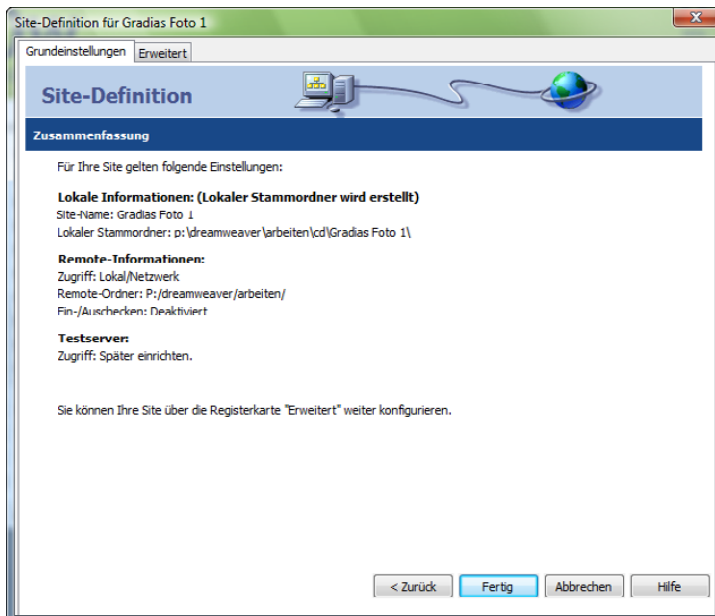 Site-Definition für Gradias Foto 1
Grundeinstellungen Erweitert
Site-Definition
Zusammenfassung
Für Ihre Site gelten folgende Einstellungen:
Lokale Informationen: (Lokaler Stammordner wird erstellt)
Site-Name: Gradias Foto 1
Lokaler Stammordner: p:\dreamweaver\arbeiten\cd\Gradias Foto 1\
Remote-Informationen:
Zugriff: Lokal/Netzwerk
Remote-Ordner: P:/dreamweaver/arbeiten/
Ein-/Auschecken: Deaktiviert
Testserver:
Zugriff: Später einrichten.
Sie können Ihre Site über die Registerkarte "Erweitert" weiter konfigurieren.
< Zurück Fertig Abbrechen Hilfe